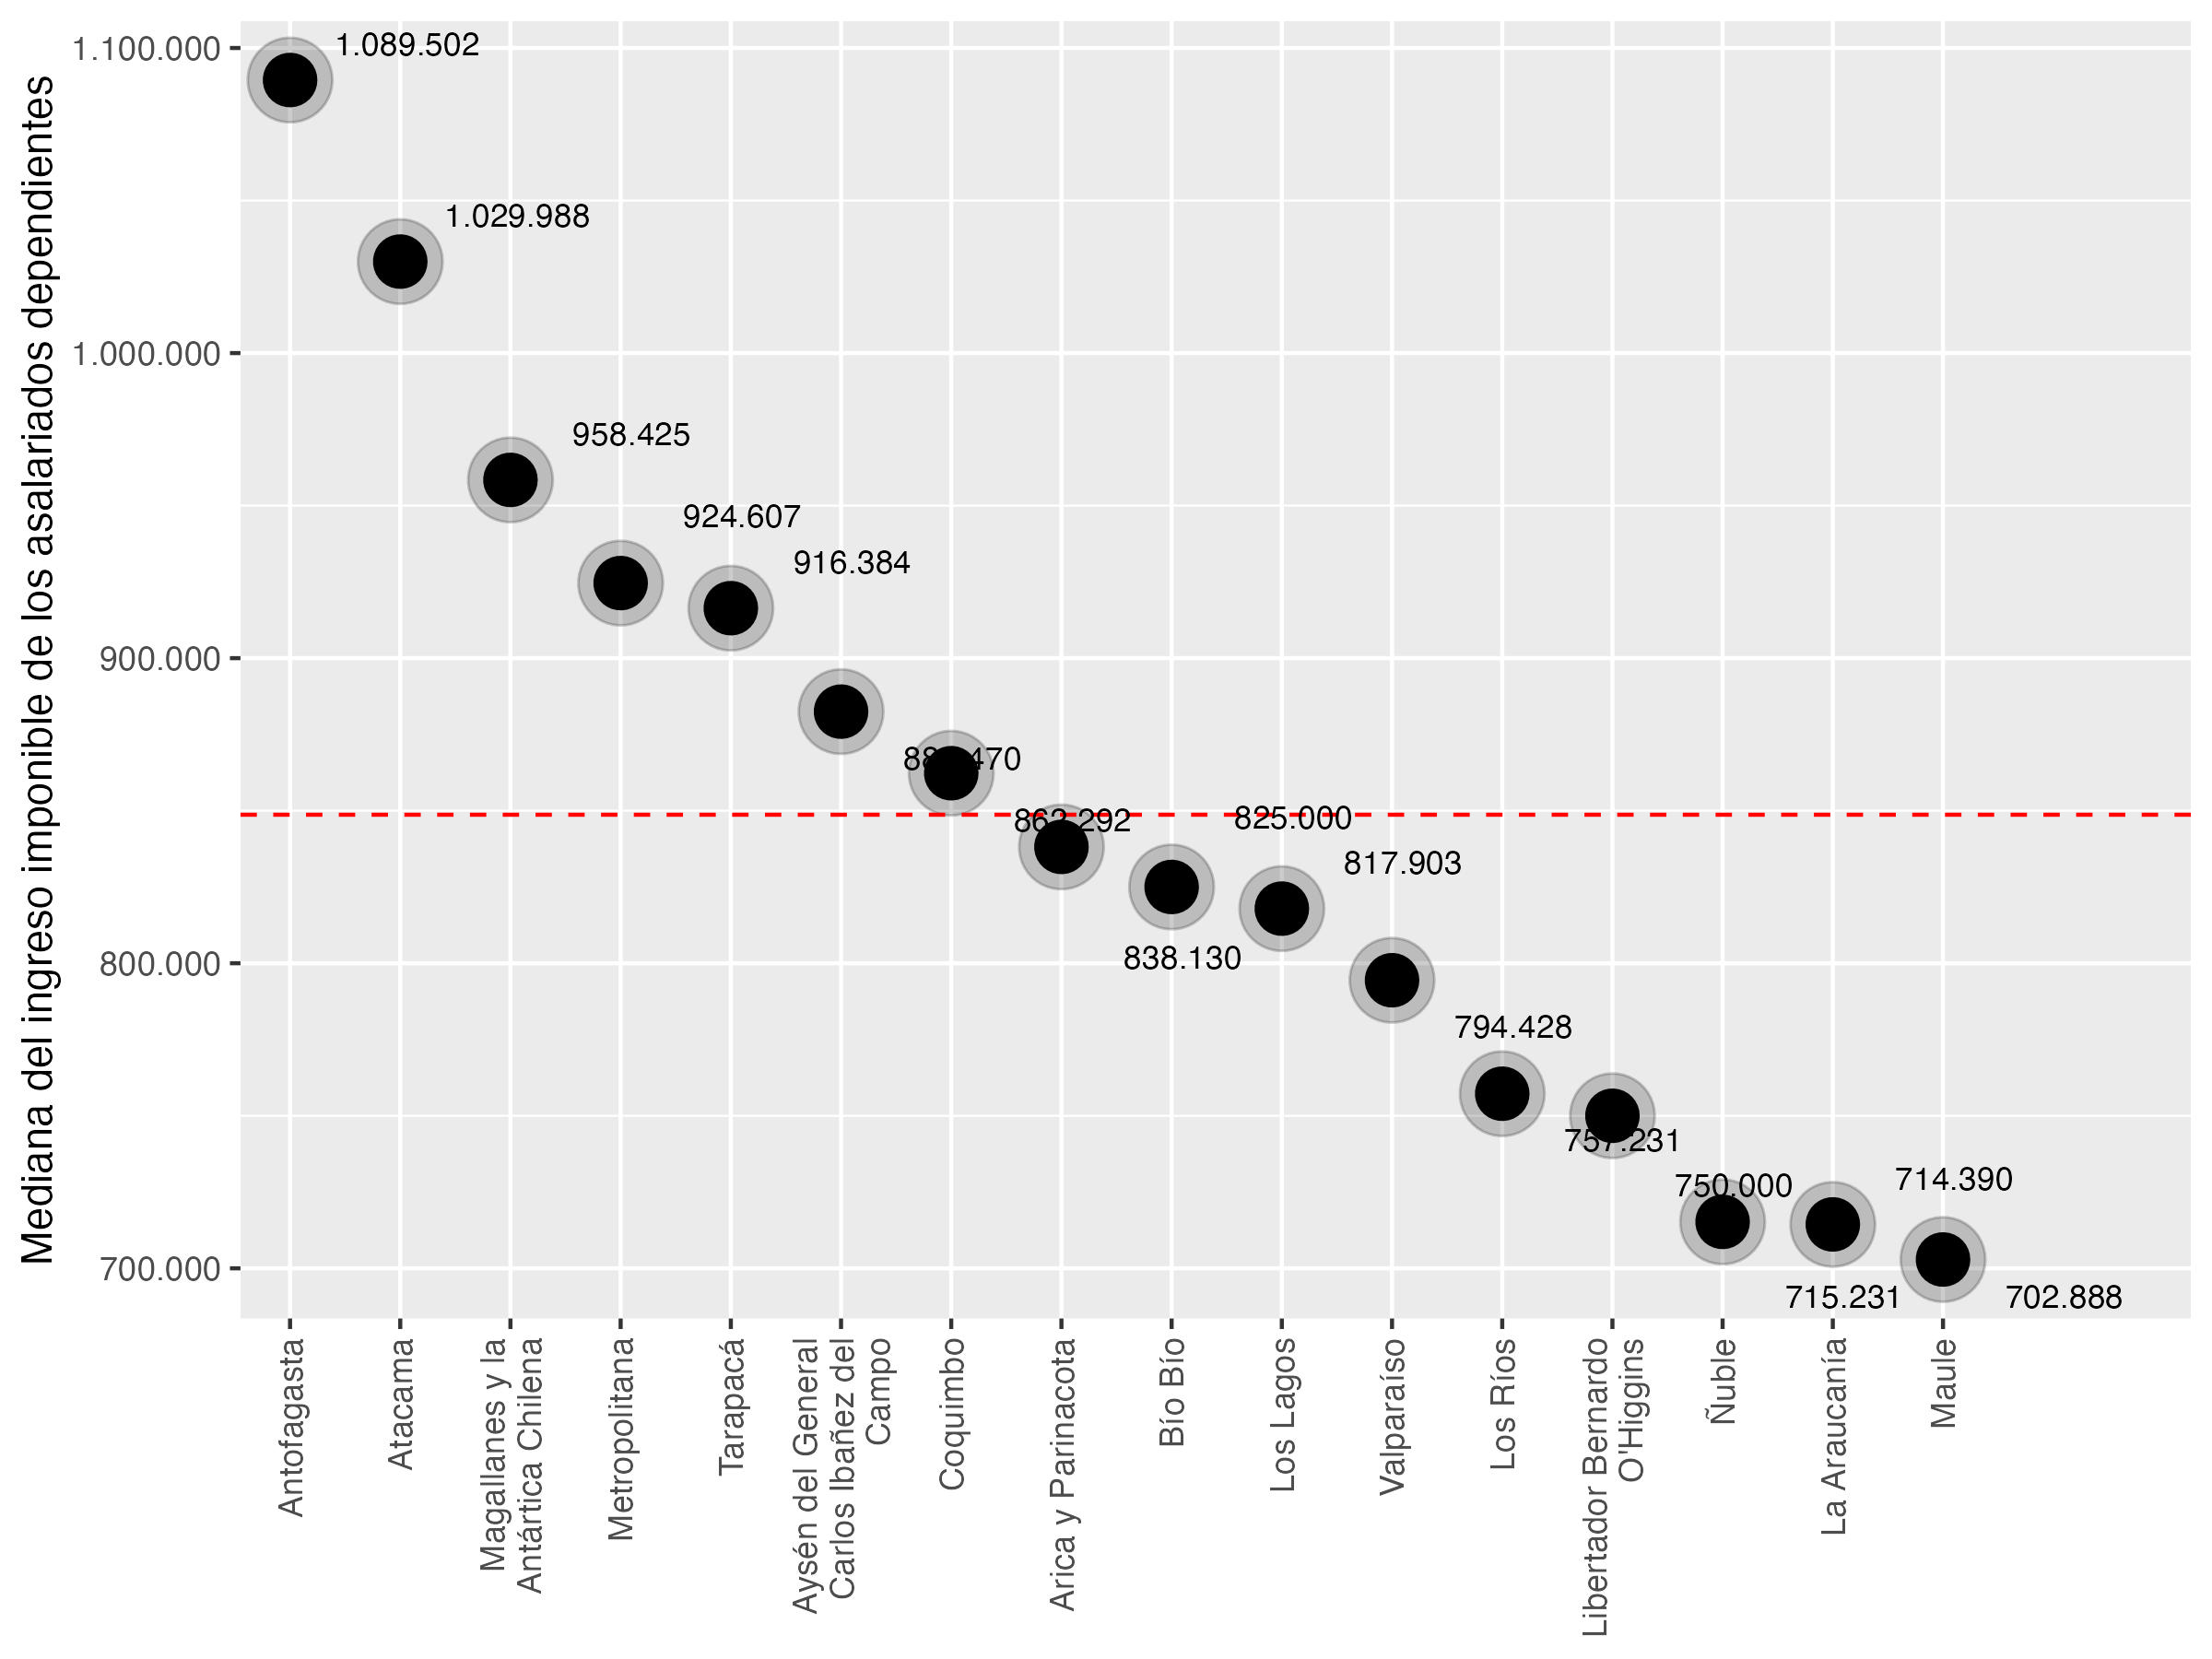 Mediana del ingreso imponible de los asalariados dependientes
1.100.000
1.000.000
900.000
800.000
700.000
1.089.502
1.029.988
958.425
924.607
916.384
862.292
838.130
825.000
817.903
794.428
757.231
750.000
715.231
714.390
702.888
Antofagasta
Atacama
Magallanes y la
Antártica Chilena
Metropolitana
Tarapacá
Aysén del General
Carlos Ibañez del
Campo
Coquimbo
Arica y Parinacota
Bío Bío
Los Lagos
Valparaíso
Los Ríos
Libertador Bernardo
O'Higgins
Ñuble
La Araucanía
Maule